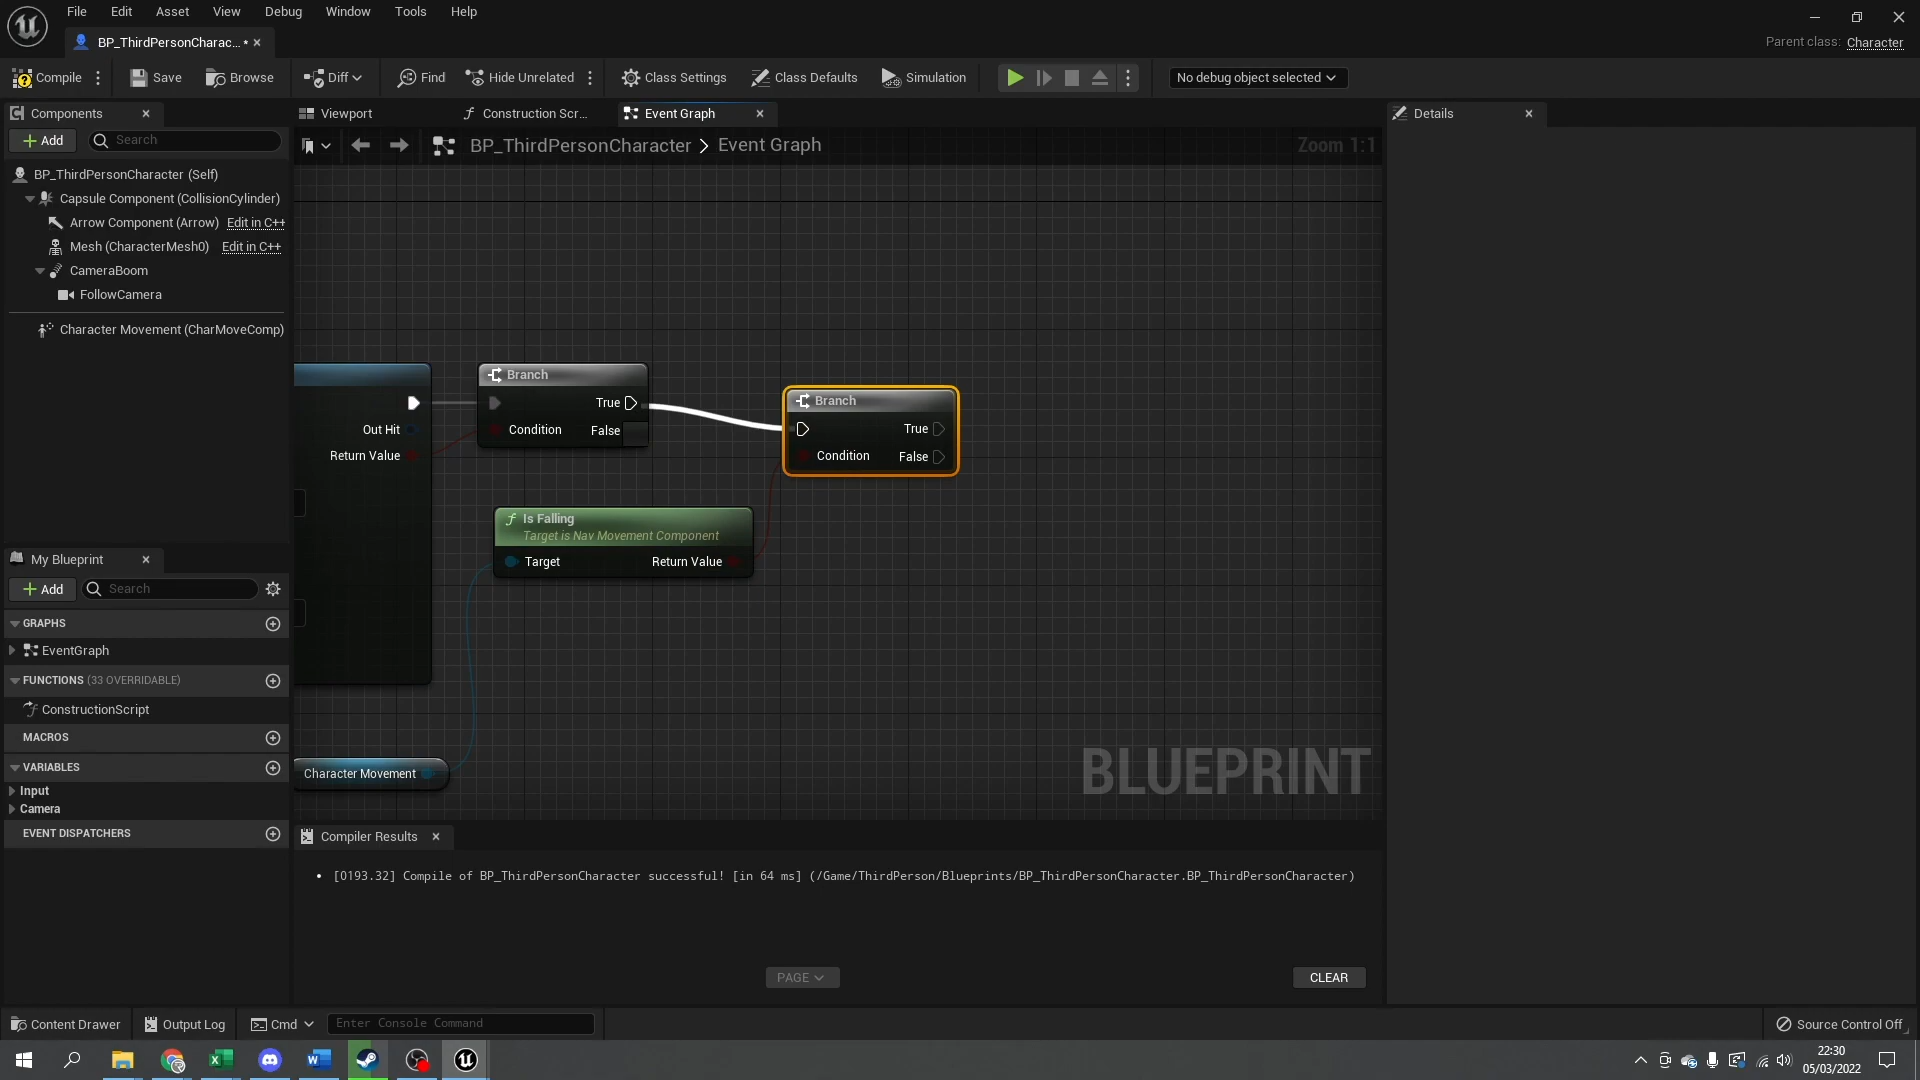 File Edit Asset View Debug Window Tools Help
BP_ThirdPersonCharac... *
Parent class: Character
Compile Save Browse Diff Find Hide Unrelated Class Settings Class Defaults Simulation No debug object selected
Components
Viewport Construction Scr... Event Graph
Details
Add Search
BP_ThirdPersonCharacter > Event Graph
Zoom 1:1
BP_ThirdPersonCharacter (Self)
Capsule Component (CollisionCylinder)
Arrow Component (Arrow) Edit in C++
Mesh (CharacterMesh0) Edit in C++
CameraBoom
FollowCamera
Character Movement (CharMoveComp)
Branch
True
Out Hit
Condition False
Return Value
Branch
True
Condition False
Is Falling
Target is Nav Movement Component
Target Return Value
Character Movement
BLUEPRINT
My Blueprint
Add Search
GRAPHS
EventGraph
FUNCTIONS (33 OVERRIDABLE)
ConstructionScript
MACROS
VARIABLES
Input
Camera
EVENT DISPATCHERS
Compiler Results
• [0193.32] Compile of BP_ThirdPersonCharacter successful! [in 64 ms] (/Game/ThirdPerson/Blueprints/BP_ThirdPersonCharacter.BP_ThirdPersonCharacter)
PAGE
CLEAR
Content Drawer Output Log Cmd Enter Console Command
Source Control Off
22:30
05/03/2022